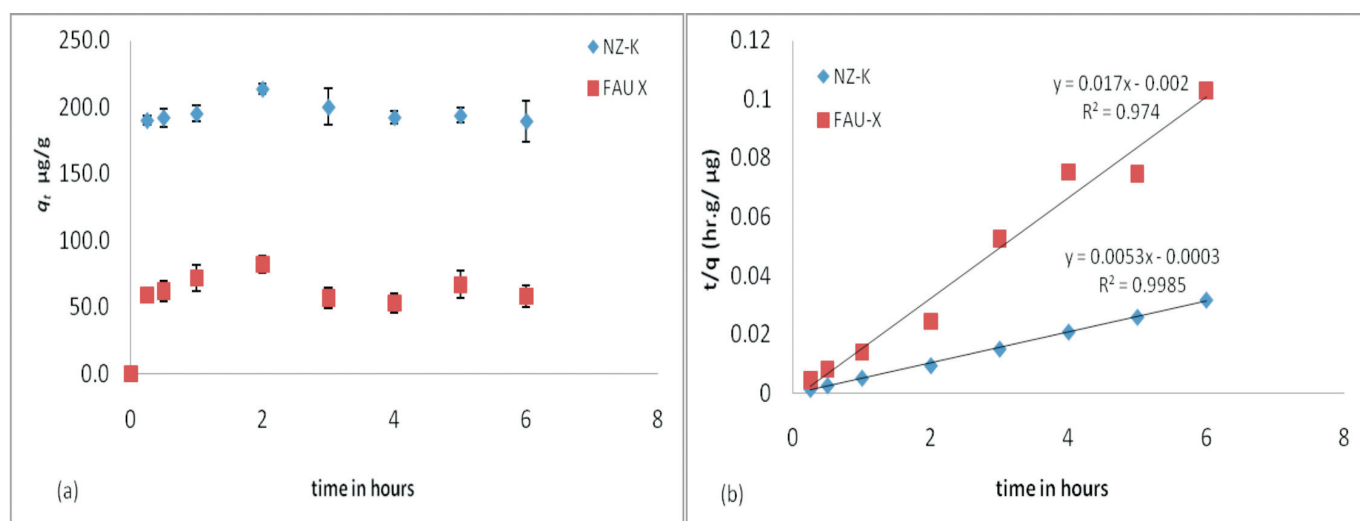 250.0
200.0
150.0
100.0
50.0
0.0
qt µg/g
NZ-K
FAU X
0 2 4 6 8
time in hours
(a)
0.12
0.1
0.08
0.06
0.04
0.02
0
t/q (hr.g/ µg)
NZ-K
FAU-X
y = 0.017x - 0.002
R² = 0.974
y = 0.0053x - 0.0003
R² = 0.9985
0 2 4 6 8
time in hours
(b)